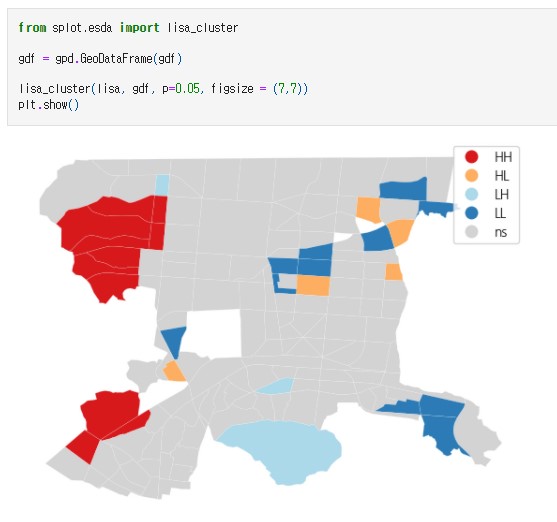 from splot.esda import lisa_cluster
gdf = gpd.GeoDataFrame(gdf)
lisa_cluster(lisa, gdf, p=0.05, figsize = (7,7))
plt.show()
HH
HL
LH
LL
ns